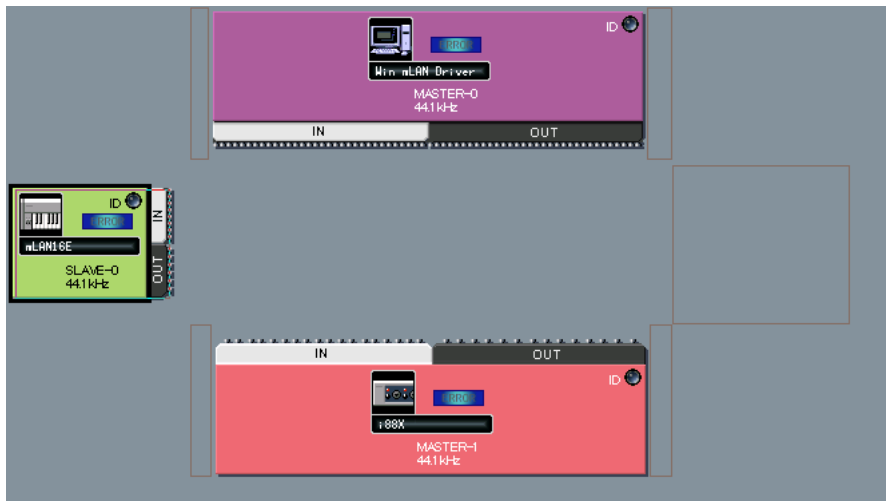 ID
ERROR
Win mLAN Driver
MASTER-0
44.1kHz
IN OUT
ID
ERROR
mLAN16E
SLAVE-0
44.1kHz
IN
OUT
IN OUT
ID
ERROR
i88X
MASTER-1
44.1kHz